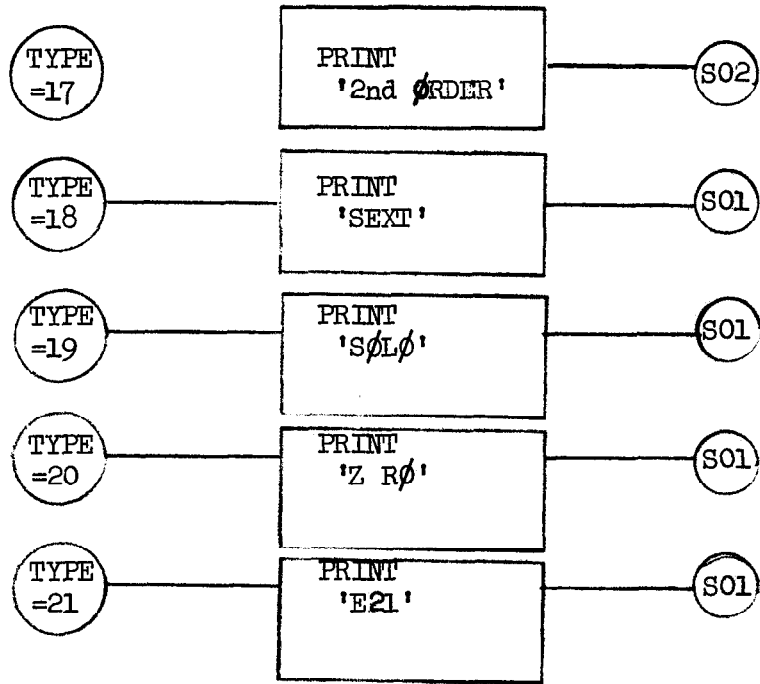 TYPE
=17
PRINT
'2nd ØRDER'
S02
TYPE
=18
PRINT
'SEXT'
S01
TYPE
=19
PRINT
'SØLØ'
S01
TYPE
=20
PRINT
'Z RØ'
S01
TYPE
=21
PRINT
'E21'
S01